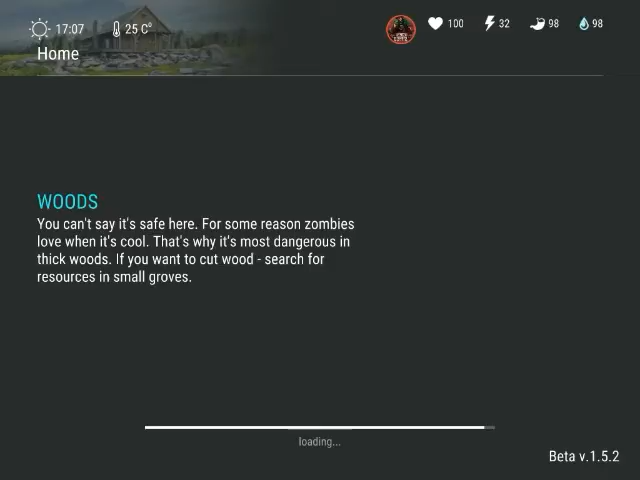 17:07 25 C° 100 32 98 98
Home
WOODS
You can't say it's safe here. For some reason zombies
love when it's cool. That's why it's most dangerous in
thick woods. If you want to cut wood - search for
resources in small groves.
loading...
Beta v.1.5.2